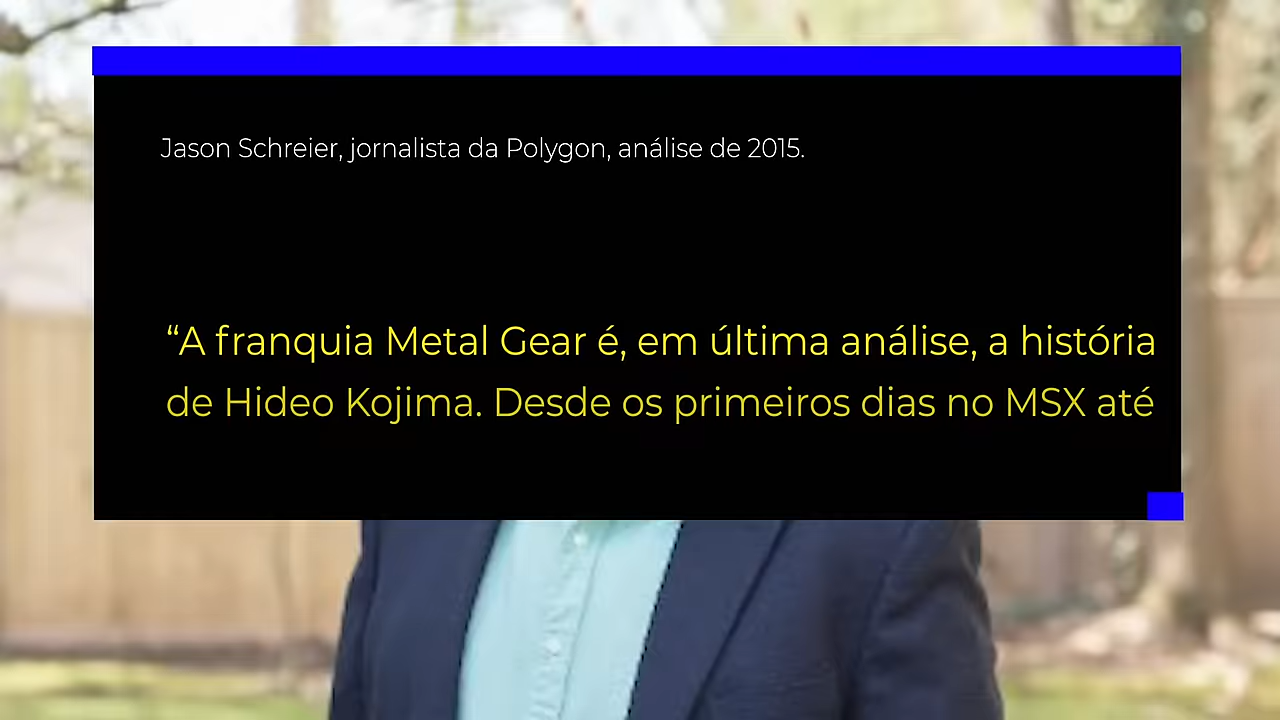 Jason Schreier, jornalista da Polygon, análise de 2015.
“A franquia Metal Gear é, em última análise, a história
de Hideo Kojima. Desde os primeiros dias no MSX até